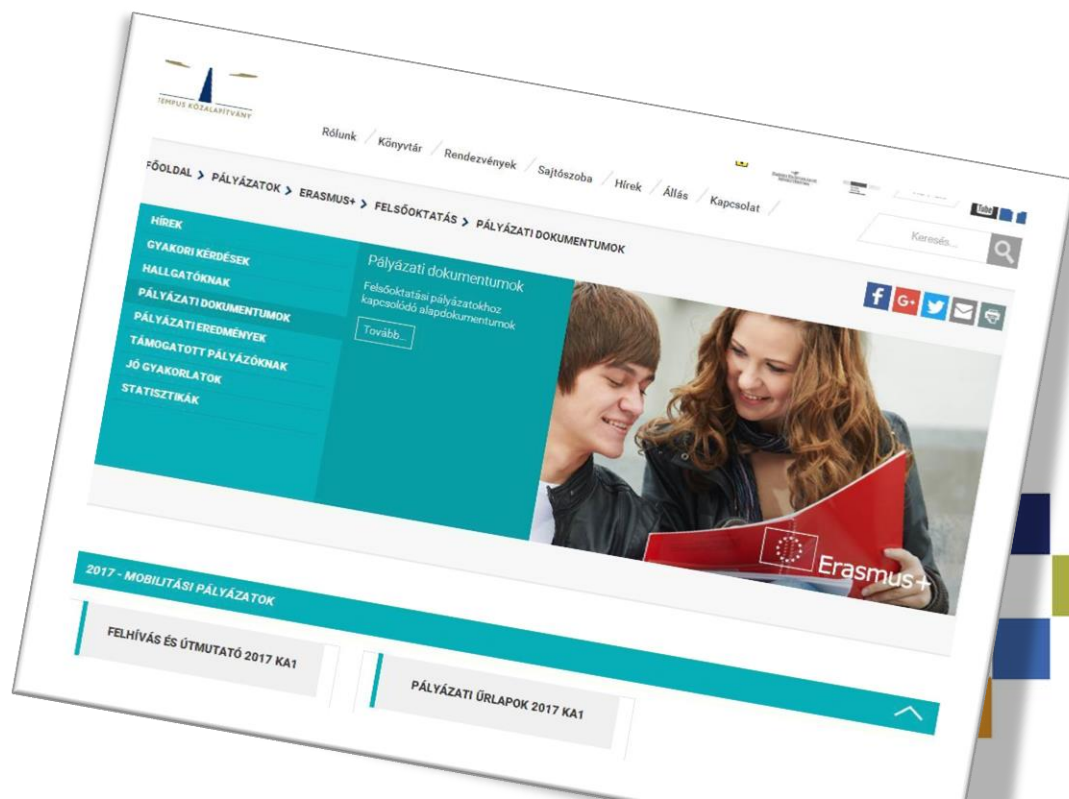 TEMPUS KÖZALAPÍTVÁNY
Rólunk / Könyvtár / Rendezvények / Sajtószoba / Hírek / Állás / Kapcsolat /
Keresés...
FŐOLDAL > PÁLYÁZATOK > ERASMUS+ > FELSŐOKTATÁS > PÁLYÁZATI DOKUMENTUMOK
HÍREK
GYAKORI KÉRDÉSEK
HALLGATÓKNAK
PÁLYÁZATI DOKUMENTUMOK
PÁLYÁZATI EREDMÉNYEK
TÁMOGATOTT PÁLYÁZÓKNAK
JÓ GYAKORLATOK
STATISZTIKÁK
Pályázati dokumentumok
Felsőoktatási pályázatokhoz
kapcsolódó alapdokumentumok
Tovább...
Erasmus+
2017 - MOBILITÁSI PÁLYÁZATOK
FELHÍVÁS ÉS ÚTMUTATÓ 2017 KA1
PÁLYÁZATI ŰRLAPOK 2017 KA1